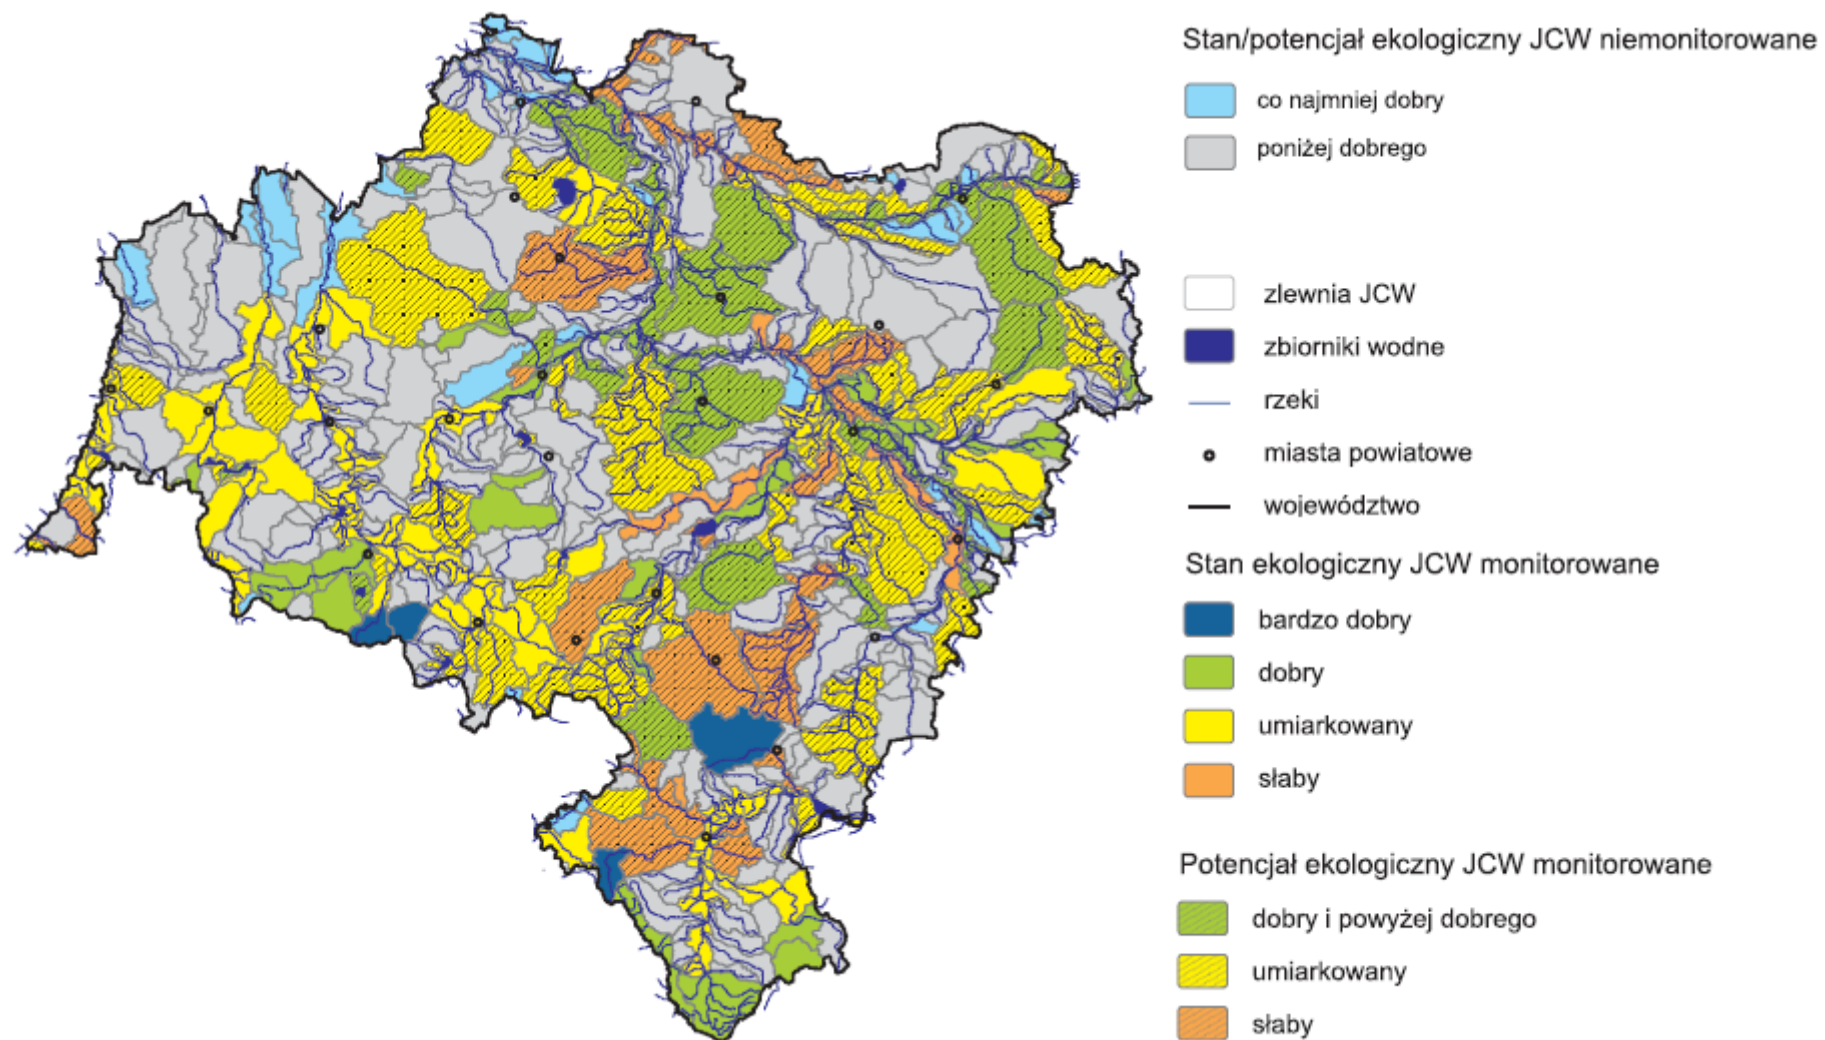 Stan/potencjał ekologiczny JCW niemonitorowane
co najmniej dobry
poniżej dobrego
zlewnia JCW
zbiorniki wodne
rzeki
miasta powiatowe
województwo
Stan ekologiczny JCW monitorowane
bardzo dobry
dobry
umiarkowany
słaby
Potencjał ekologiczny JCW monitorowane
dobry i powyżej dobrego
umiarkowany
słaby